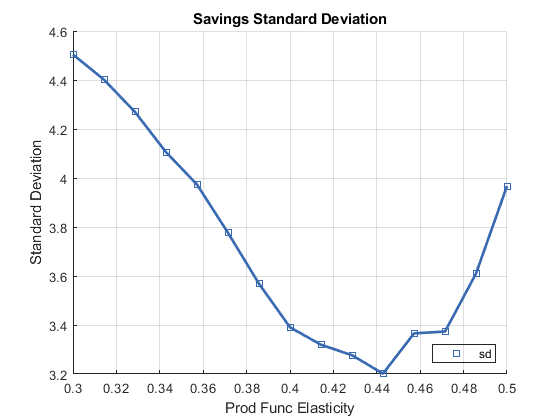 Savings Standard Deviation
4.6
4.4
4.2
4
3.8
3.6
3.4
3.2
Standard Deviation
sd
0.3 0.32 0.34 0.36 0.38 0.4 0.42 0.44 0.46 0.48 0.5
Prod Func Elasticity